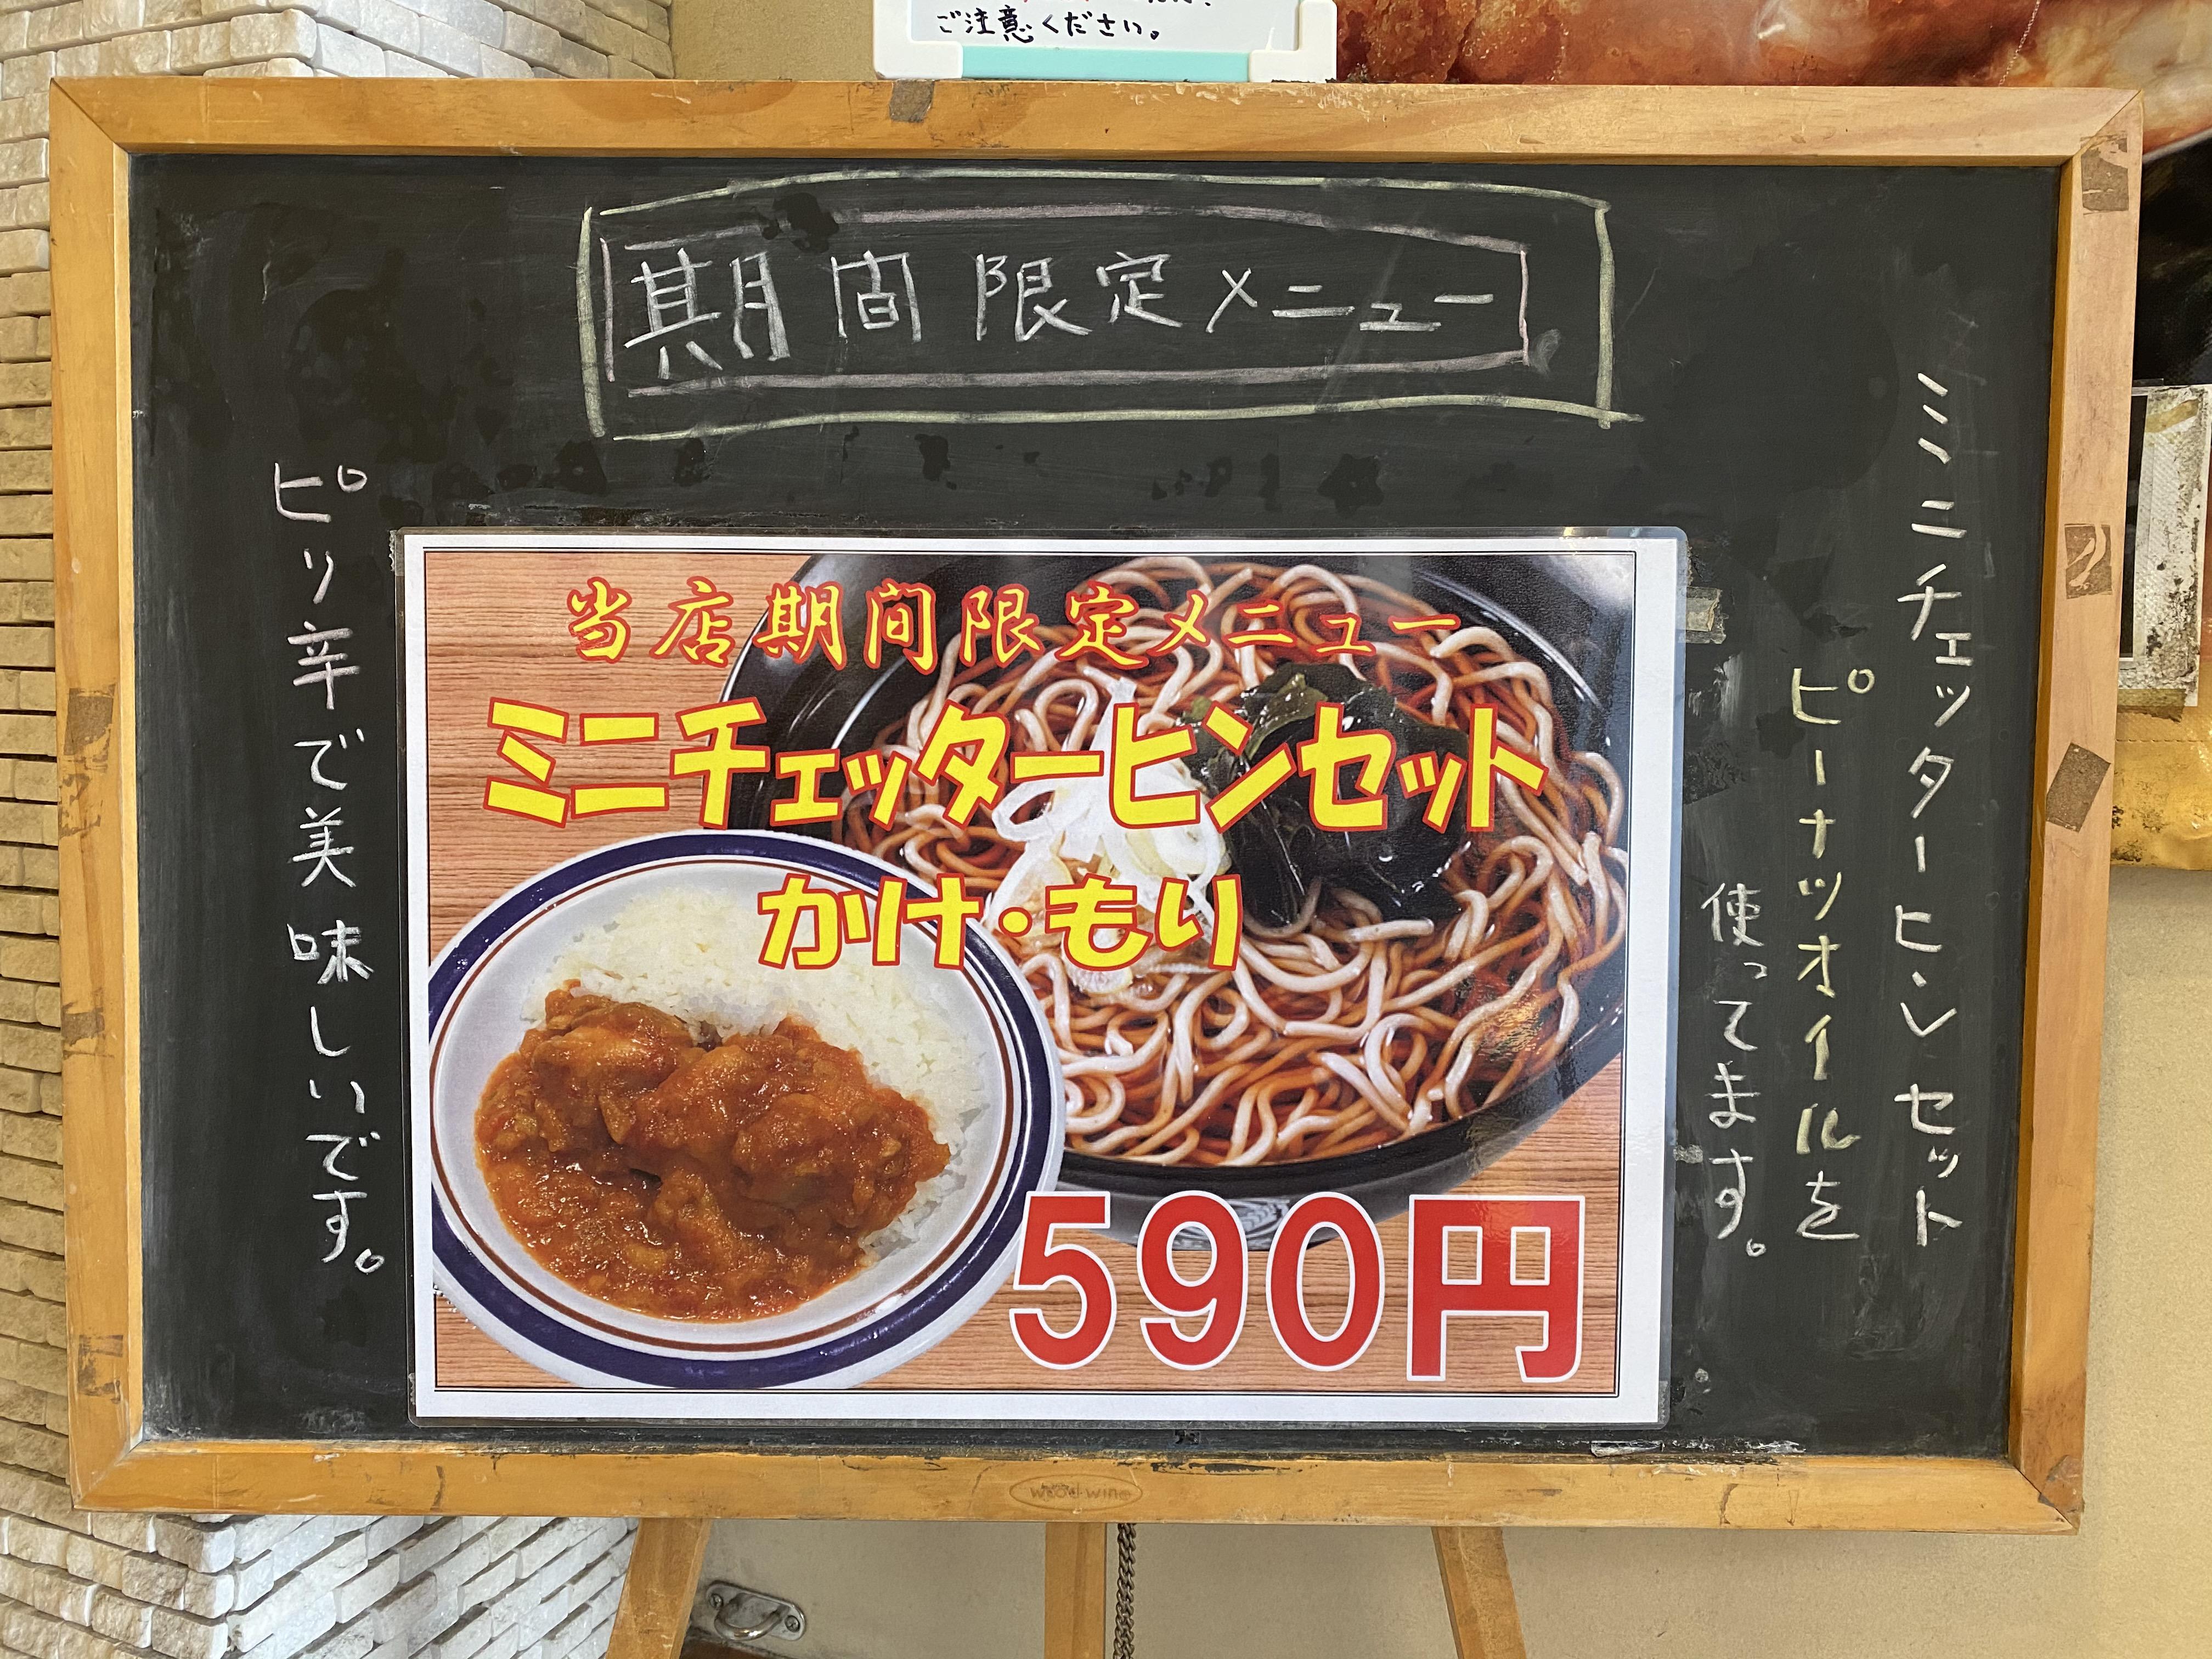 ご注意ください。
期間限定メニュー
ミニチェッターヒンセット
ピーナツオイルを
使ってます。
当店期間限定メニュー
ミニチェッターヒンセット
かけ・もり
590円
ピリ辛で美味しいです。